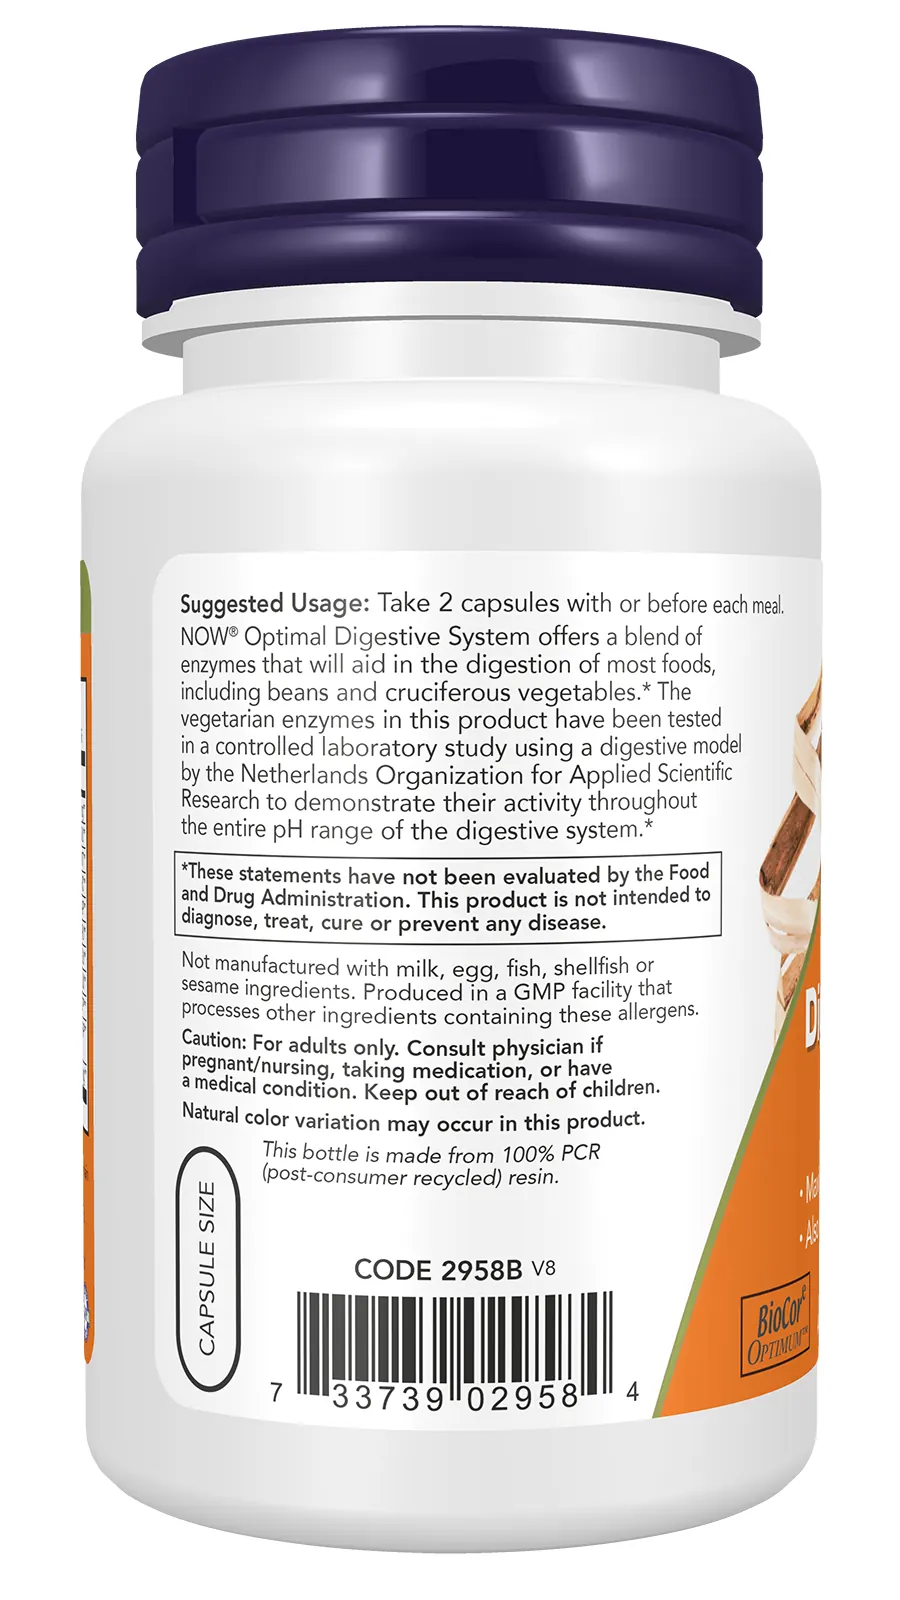 Suggested Usage: Take 2 capsules with or before each meal.
NOW® Optimal Digestive System offers a blend of
enzymes that will aid in the digestion of most foods,
including beans and cruciferous vegetables.* The
vegetarian enzymes in this product have been tested
in a controlled laboratory study using a digestive model
by the Netherlands Organization for Applied Scientific
Research to demonstrate their activity throughout
the entire pH range of the digestive system.*
*These statements have not been evaluated by the Food
and Drug Administration. This product is not intended to
diagnose, treat, cure or prevent any disease.
Not manufactured with milk, egg, fish, shellfish or
sesame ingredients. Produced in a GMP facility that
processes other ingredients containing these allergens.
Caution: For adults only. Consult physician if
pregnant/nursing, taking medication, or have
a medical condition. Keep out of reach of children.
Natural color variation may occur in this product.
This bottle is made from 100% PCR
(post-consumer recycled) resin.
CAPSULE SIZE
CODE 2958B V8
7 33739 02958 4
BioCore
OPTIMUM™